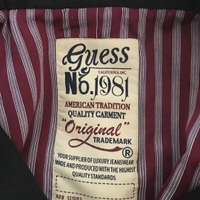 Guess
CALIFORNIA, INC.
No. 1981
AMERICAN TRADITION
QUALITY GARMENT
"Original"
TRADEMARK
®
YOUR SUPPLIER OF LUXURY JEANSWEAR
MADE AND PRODUCED WITH THE HIGHEST
QUALITY STANDARDS